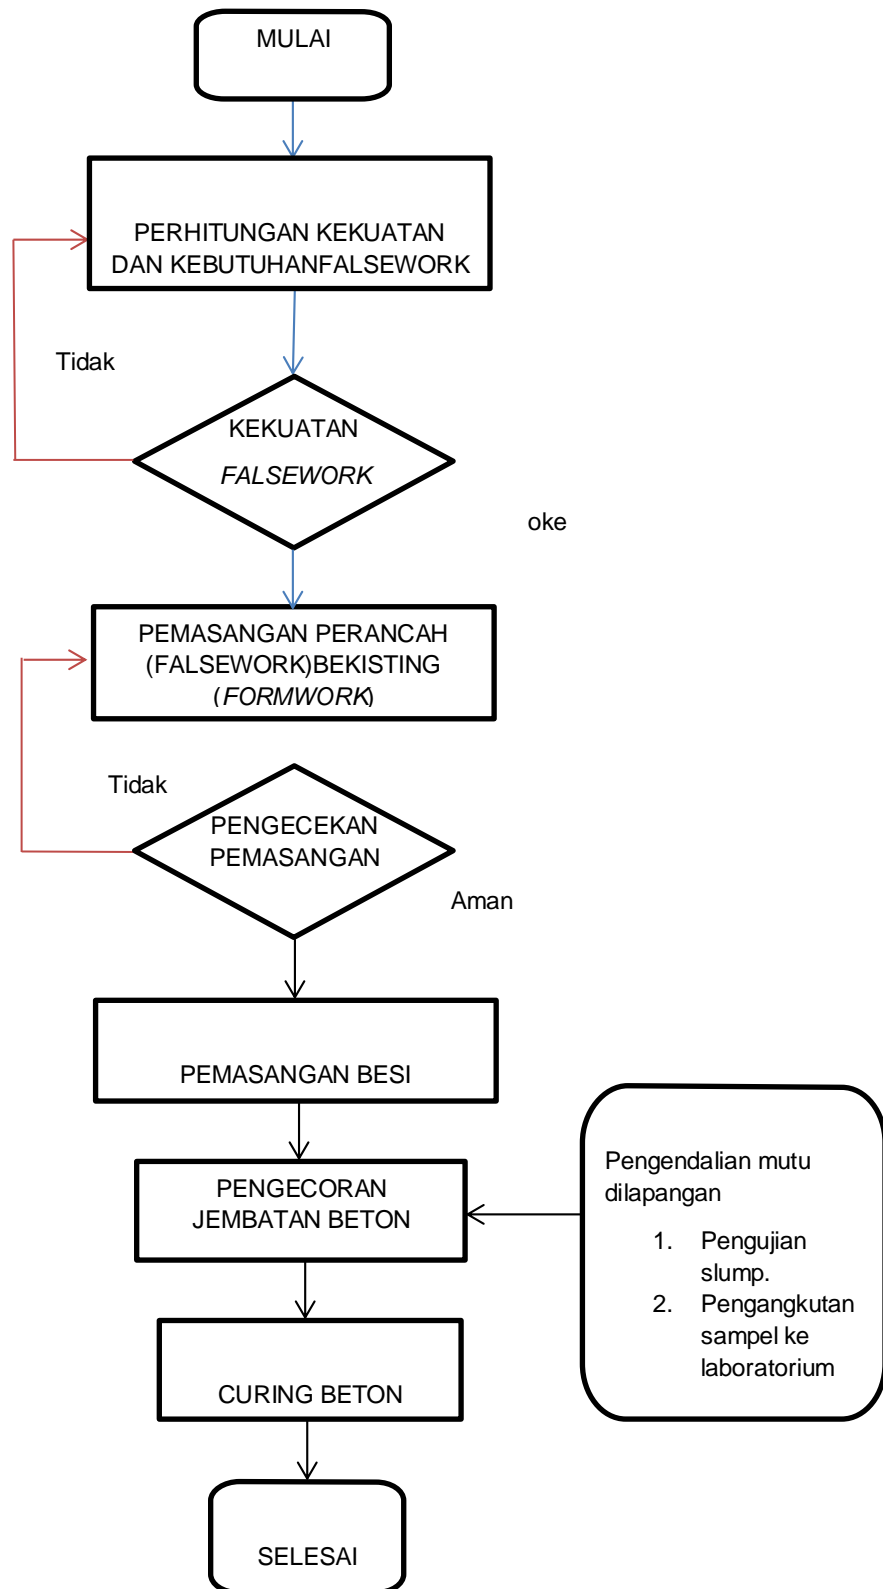 MULAI
PERHITUNGAN KEKUATAN
DAN KEBUTUHANFALSEWORK
Tidak
KEKUATAN
FALSEWORK
oke
PEMASANGAN PERANCAH
(FALSEWORK)BEKISTING
(FORMWORK)
Tidak
PENGECEKAN
PEMASANGAN
Aman
PEMASANGAN BESI
PENGECORAN
JEMBATAN BETON
Pengendalian mutu
dilapangan
1. Pengujian
slump.
2. Pengangkutan
sampel ke
laboratorium
CURING BETON
SELESAI